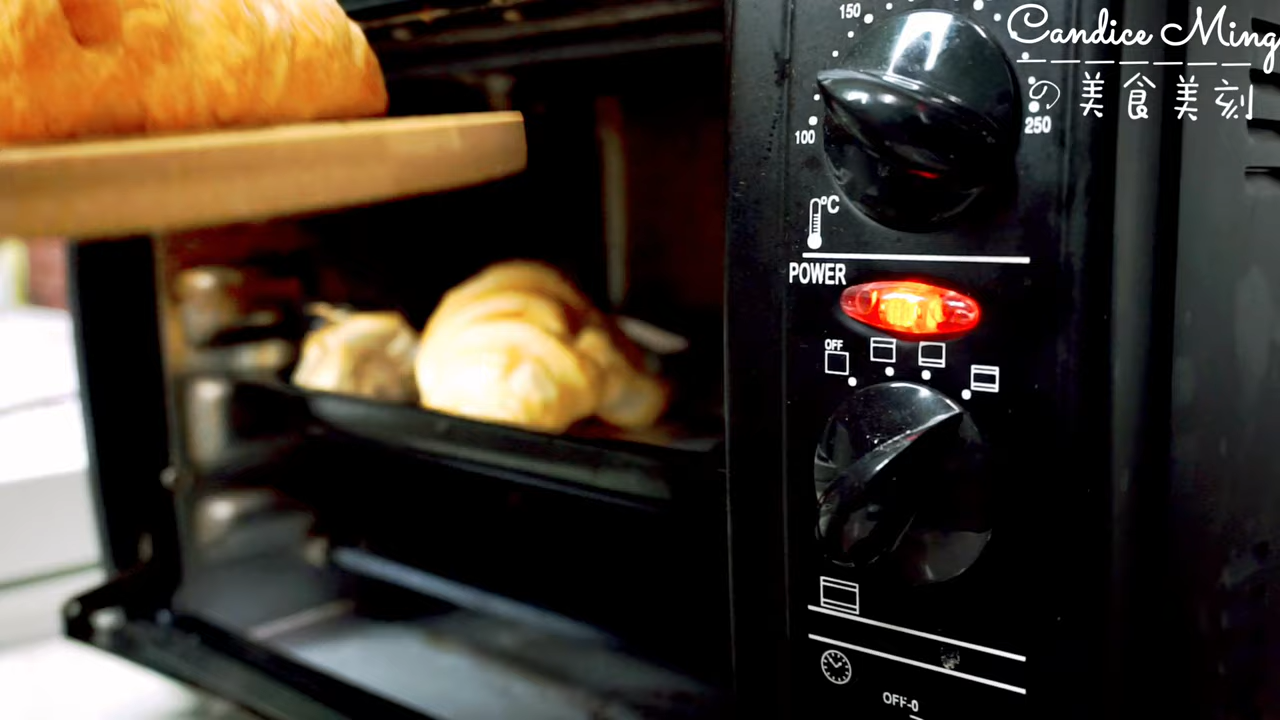 Candice Ming
の美食美刻
150
100
250
°C
POWER
OFF
OFF-0